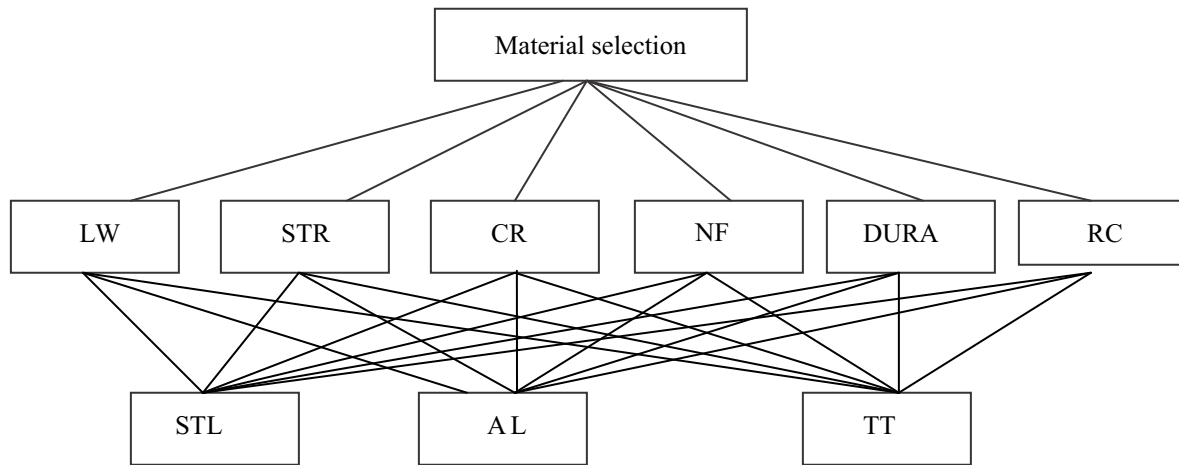 Material selection
LW
STR
CR
NF
DURA
RC
STL
A L
TT